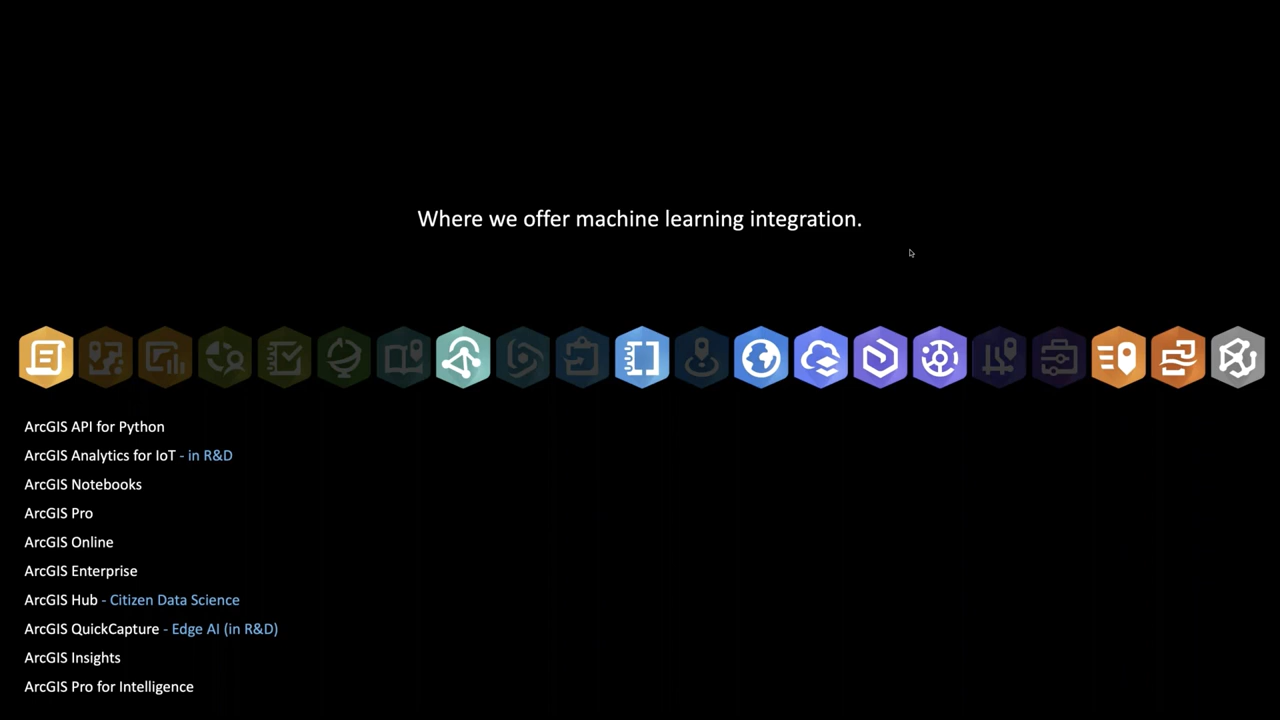 Where we offer machine learning integration.
ArcGIS API for Python
ArcGIS Analytics for IoT - in R&D
ArcGIS Notebooks
ArcGIS Pro
ArcGIS Online
ArcGIS Enterprise
ArcGIS Hub - Citizen Data Science
ArcGIS QuickCapture - Edge AI (in R&D)
ArcGIS Insights
ArcGIS Pro for Intelligence